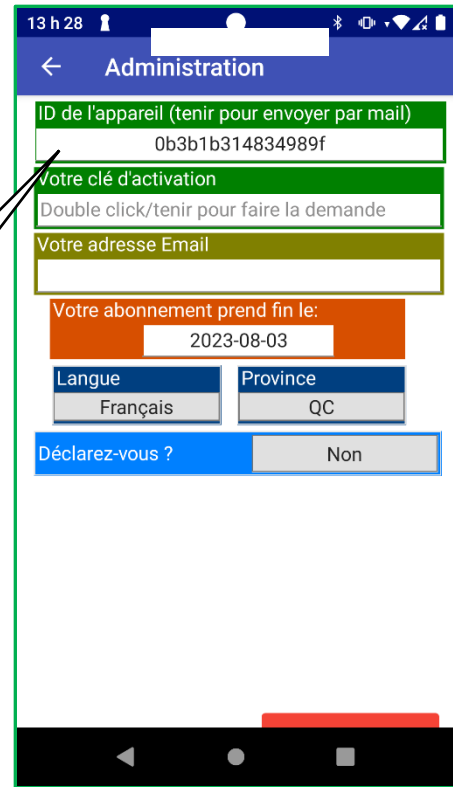 13 h 28
Administration
ID de l'appareil (tenir pour envoyer par mail)
0b3b1b314834989f
Votre clé d'activation
Double click/tenir pour faire la demande
Votre adresse Email
Votre abonnement prend fin le:
2023-08-03
Langue Province
Français QC
Déclarez-vous ? Non